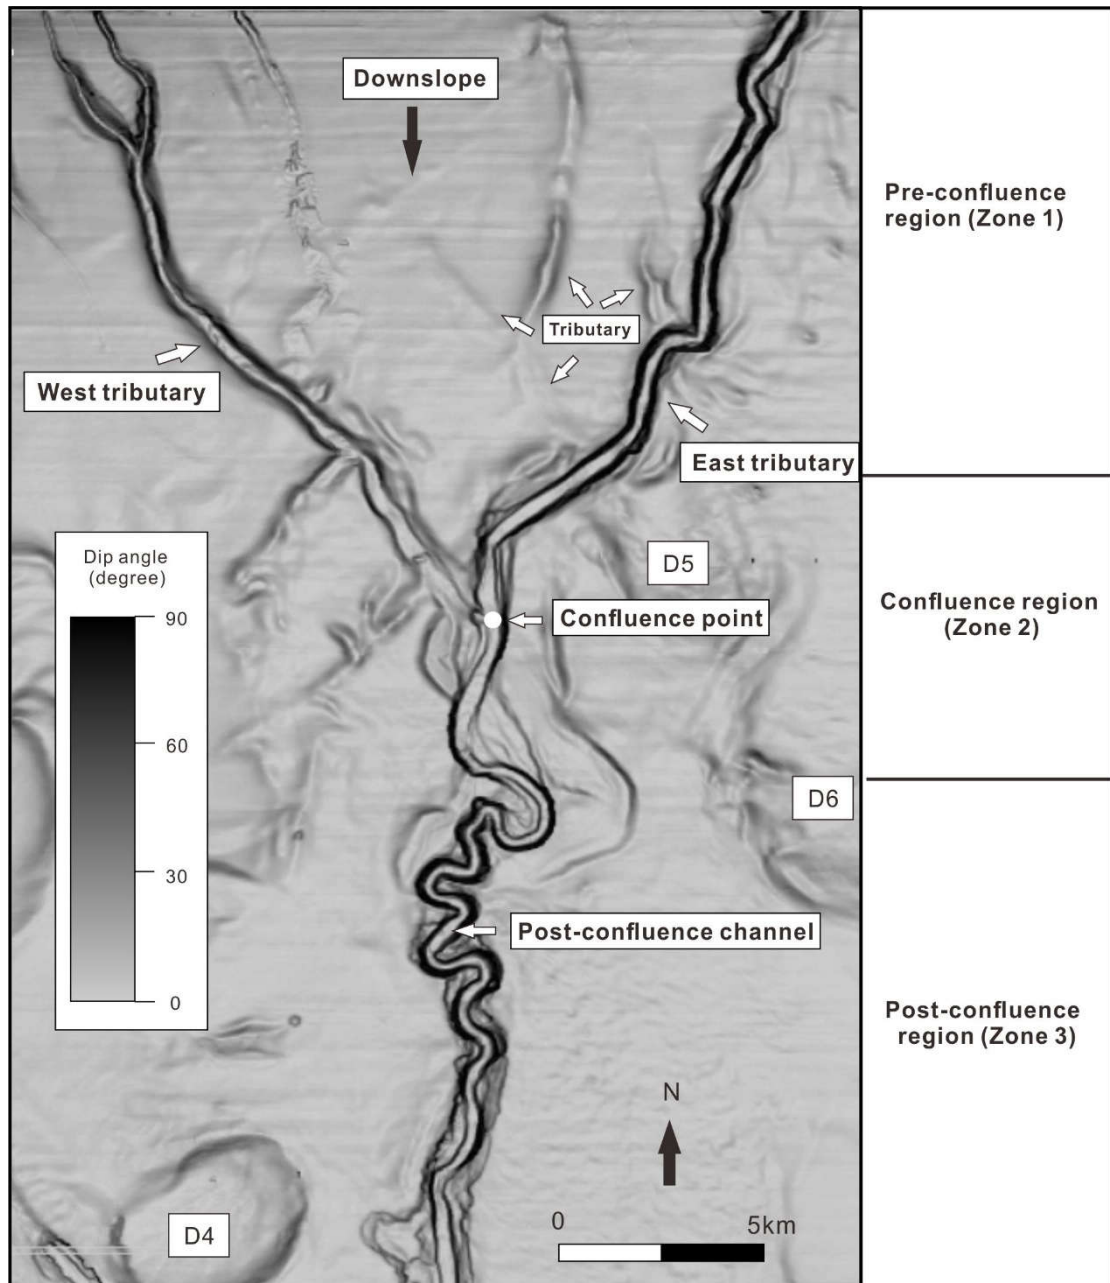 Downslope
Pre-confluence
region (Zone 1)
Tributary
West tributary
East tributary
Dip angle
(degree)
90
60
30
0
D5
Confluence point
Confluence region
(Zone 2)
D6
Post-confluence channel
Post-confluence
region (Zone 3)
N
0
5km
D4